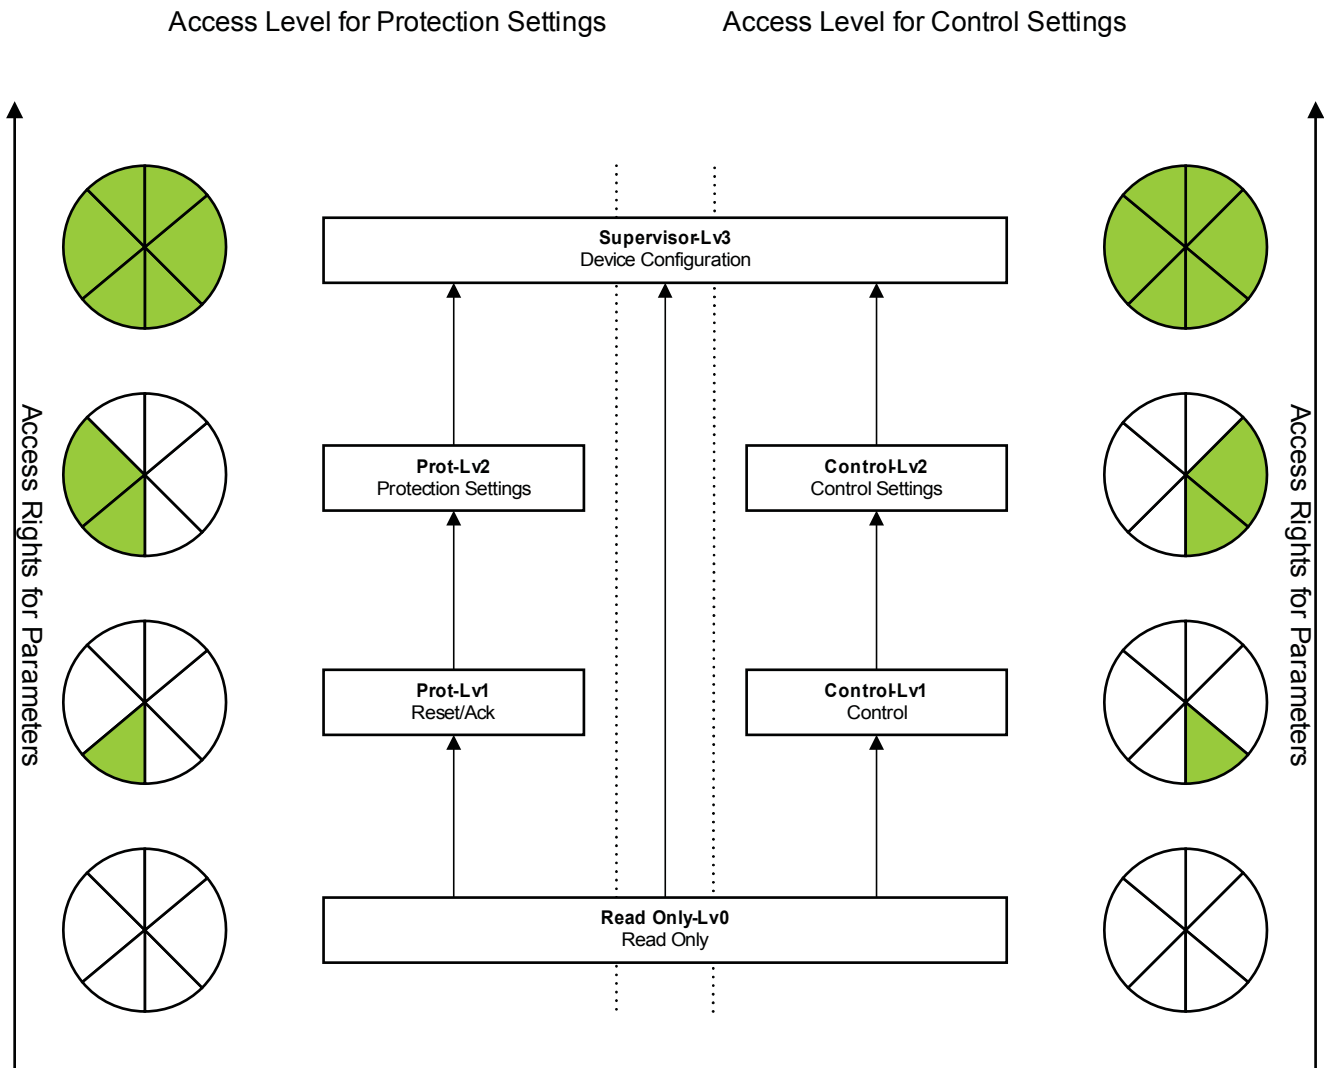 Access Level for Protection Settings
Access Level for Control Settings
Supervisor-Lv3
Device Configuration
Access Rights for Parameters
Prot-Lv2
Protection Settings
Control-Lv2
Control Settings
Access Rights for Parameters
Prot-Lv1
Reset/Ack
Control-Lv1
Control
Read Only-Lv0
Read Only